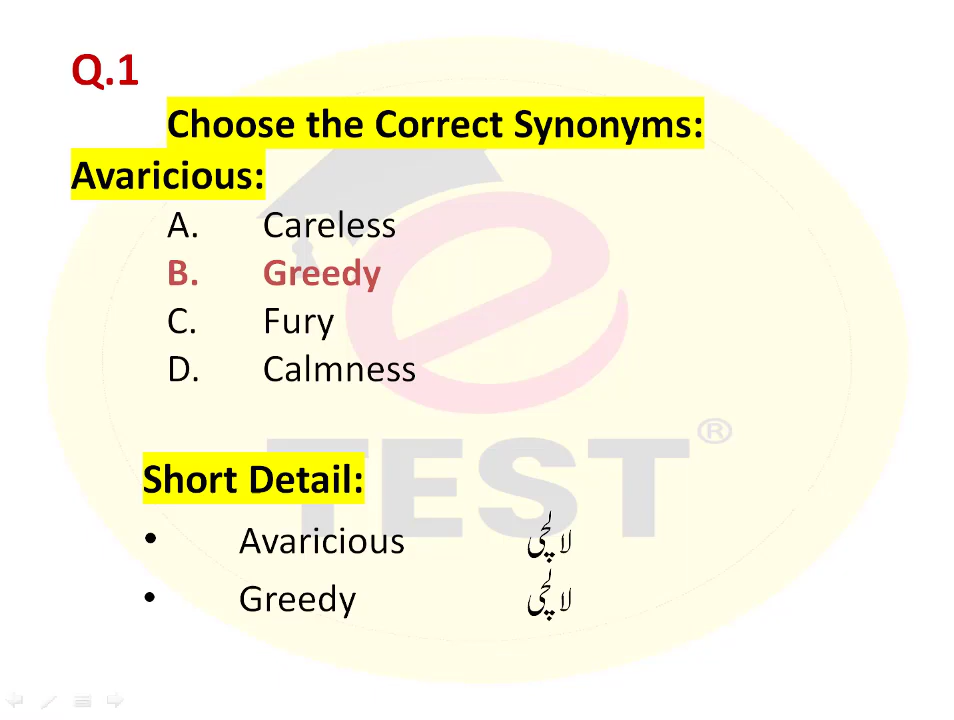 Q.1
Choose the Correct Synonyms:
Avaricious:
A. Careless
B. Greedy
C. Fury
D. Calmness
e
TEST®
Short Detail:
• Avaricious لالچی
• Greedy لالچی